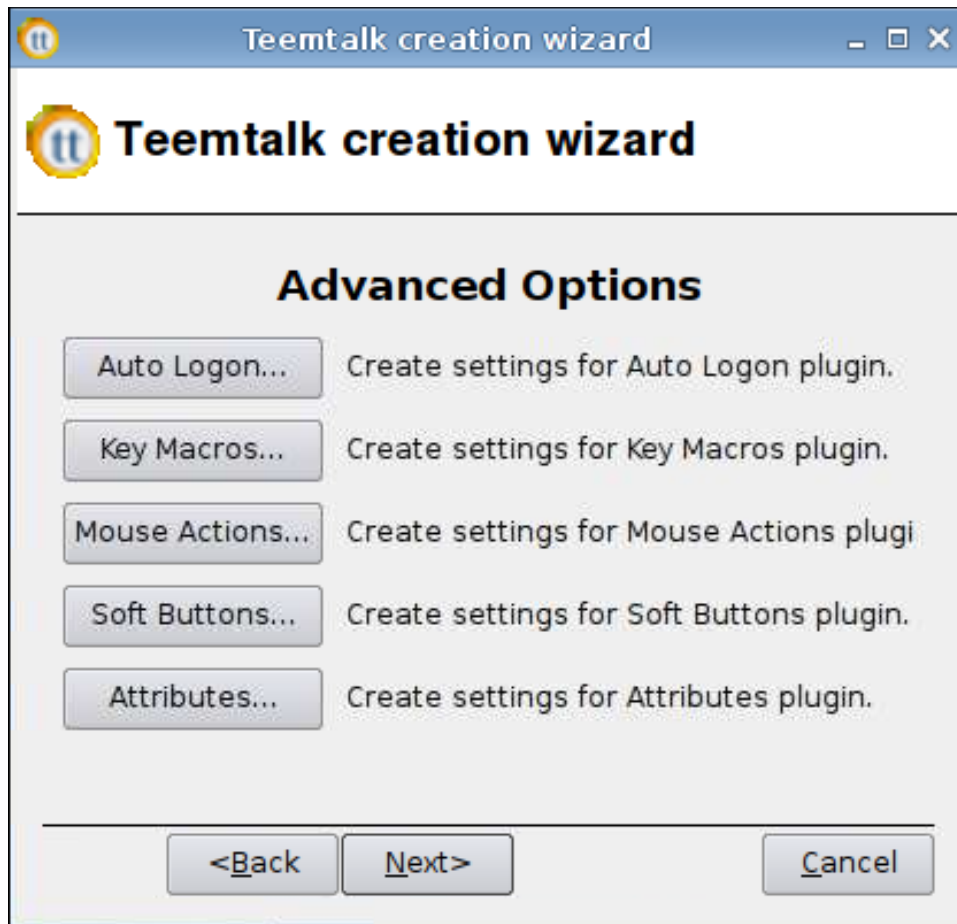 Teemtalk creation wizard
tt Teemtalk creation wizard
Advanced Options
Auto Logon... Create settings for Auto Logon plugin.
Key Macros... Create settings for Key Macros plugin.
Mouse Actions... Create settings for Mouse Actions plugi
Soft Buttons... Create settings for Soft Buttons plugin.
Attributes... Create settings for Attributes plugin.
<Back Next> Cancel